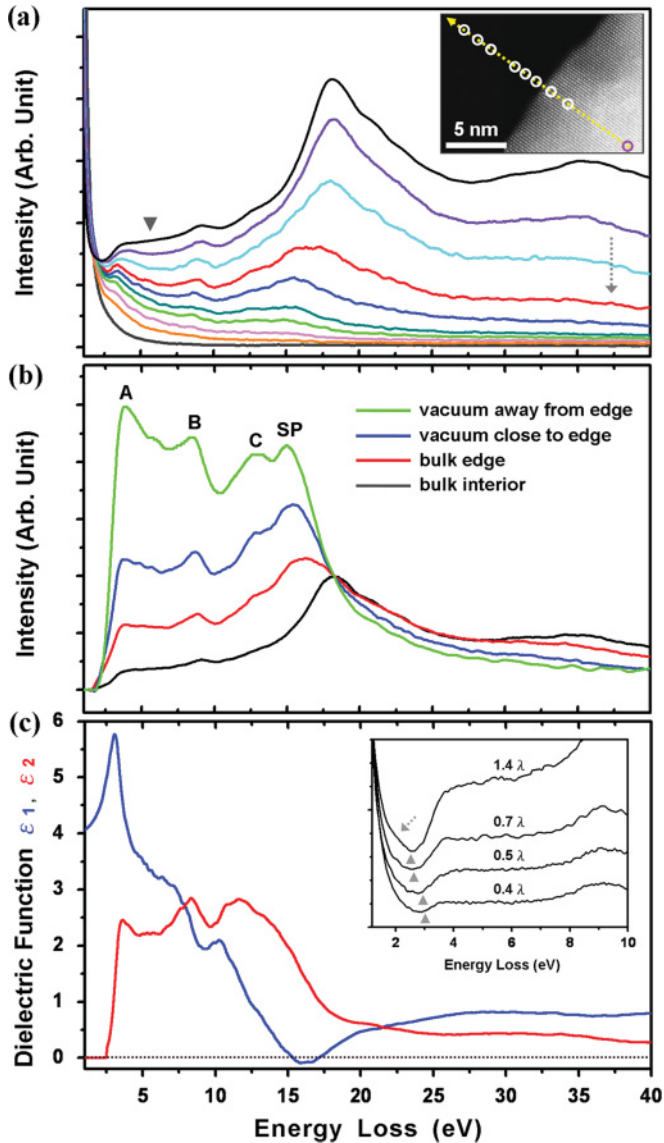 (a)
Intensity (Arb. Unit)
5 nm
(b)
Intensity (Arb. Unit)
A
B
C
SP
vacuum away from edge
vacuum close to edge
bulk edge
bulk interior
(c)
Dielectric Function ε1, ε2
6
5
4
3
2
1
0
1.4 λ
0.7 λ
0.5 λ
0.4 λ
2 4 6 8 10
Energy Loss (eV)
5 10 15 20 25 30 35 40
Energy Loss (eV)